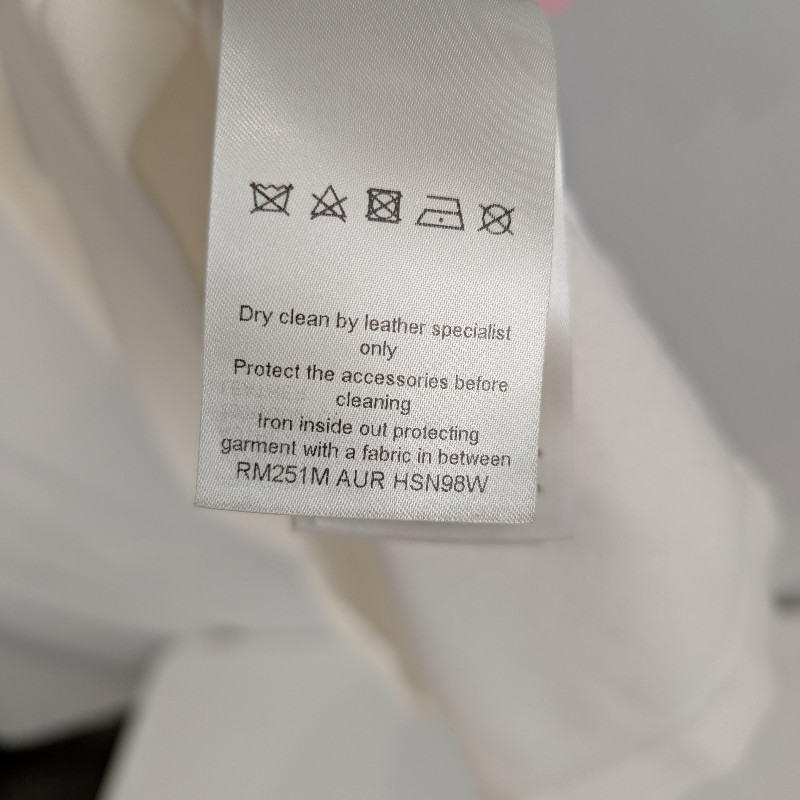 Dry clean by leather specialist
only
Protect the accessories before
cleaning
Iron inside out protecting
garment with a fabric in between
RM251M AUR HSN98W